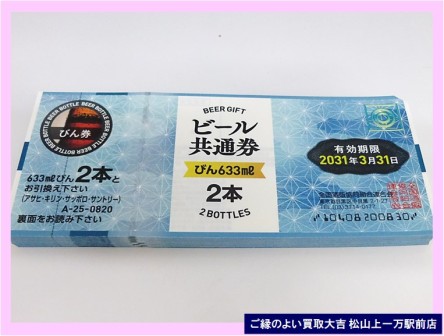 BEER GIFT
ビール
共通券
びん633㎖
2本
2 BOTTLES
BEER BOTTLE
びん券
633㎖びん2本と
お引換え下さい
(アサヒ・キリン・サッポロ・サントリー)
A-25-0820
裏面をお読み下さい
有効期限
2031年3月31日
ご縁のよい買取大吉 松山上一万駅前店